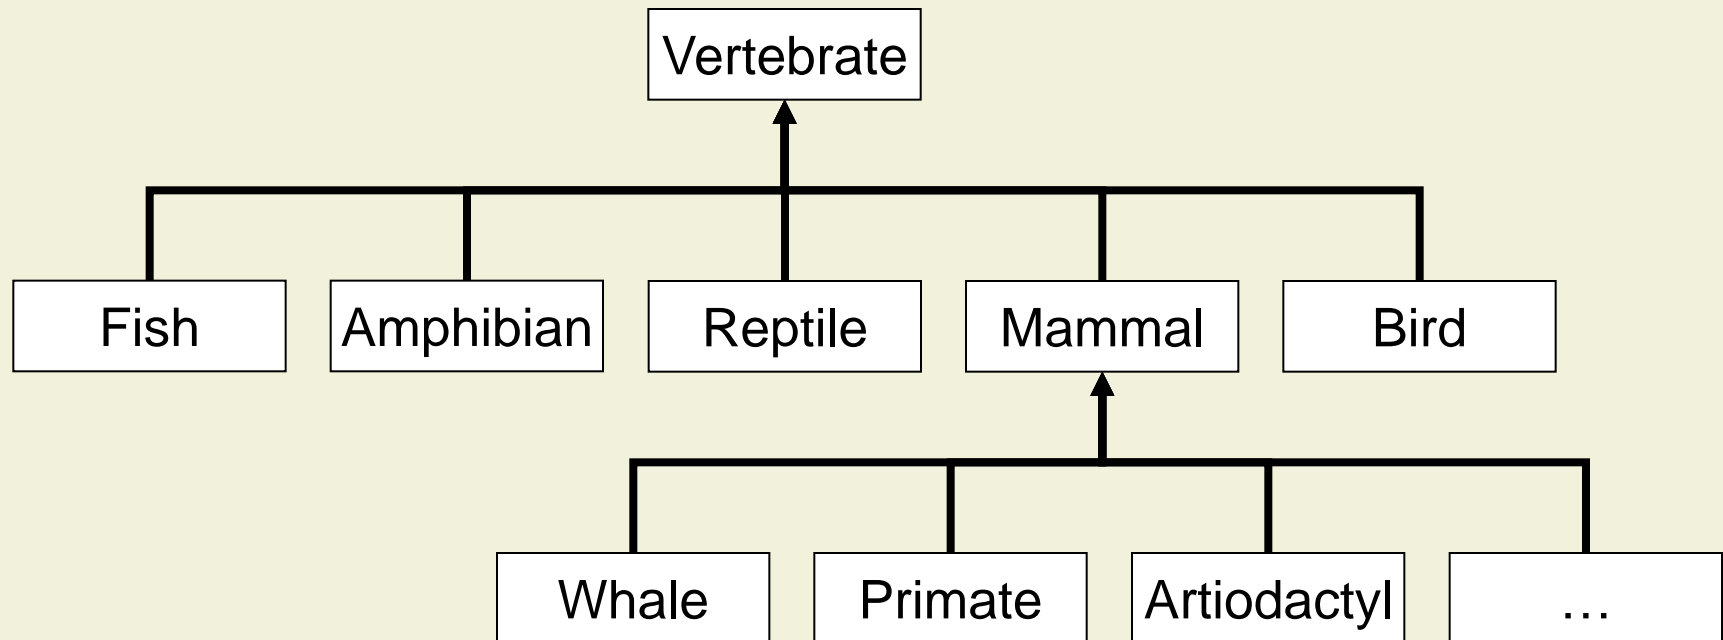 Vertebrate
Fish
Amphibian
Reptile
Mammal
Bird
Whale
Primate
Artiodactyl
…